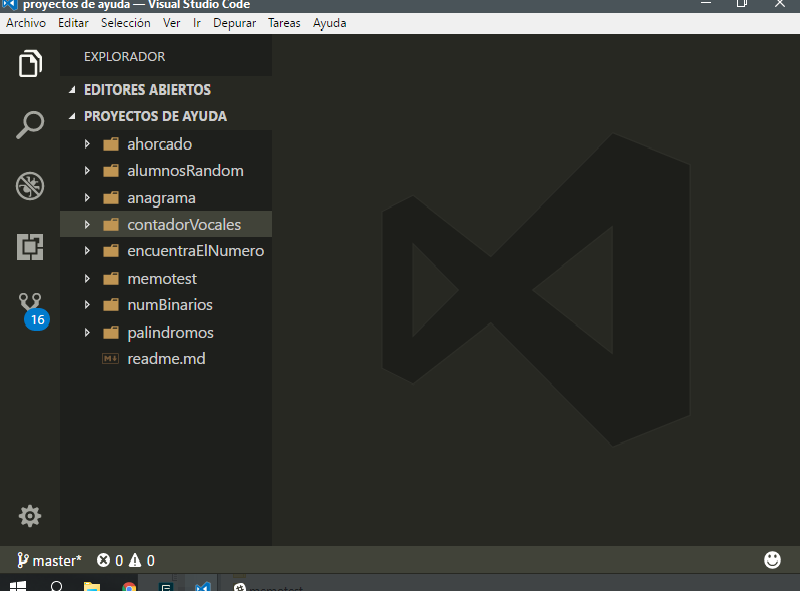 proyectos de ayuda — Visual Studio Code
Archivo Editar Selección Ver Ir Depurar Tareas Ayuda
EXPLORADOR
EDITORES ABIERTOS
PROYECTOS DE AYUDA
ahorcado
alumnosRandom
anagrama
contadorVocales
encuentraElNumero
memotest
numBinarios
palindromos
M↓ readme.md
16
master* 0 0
memotest